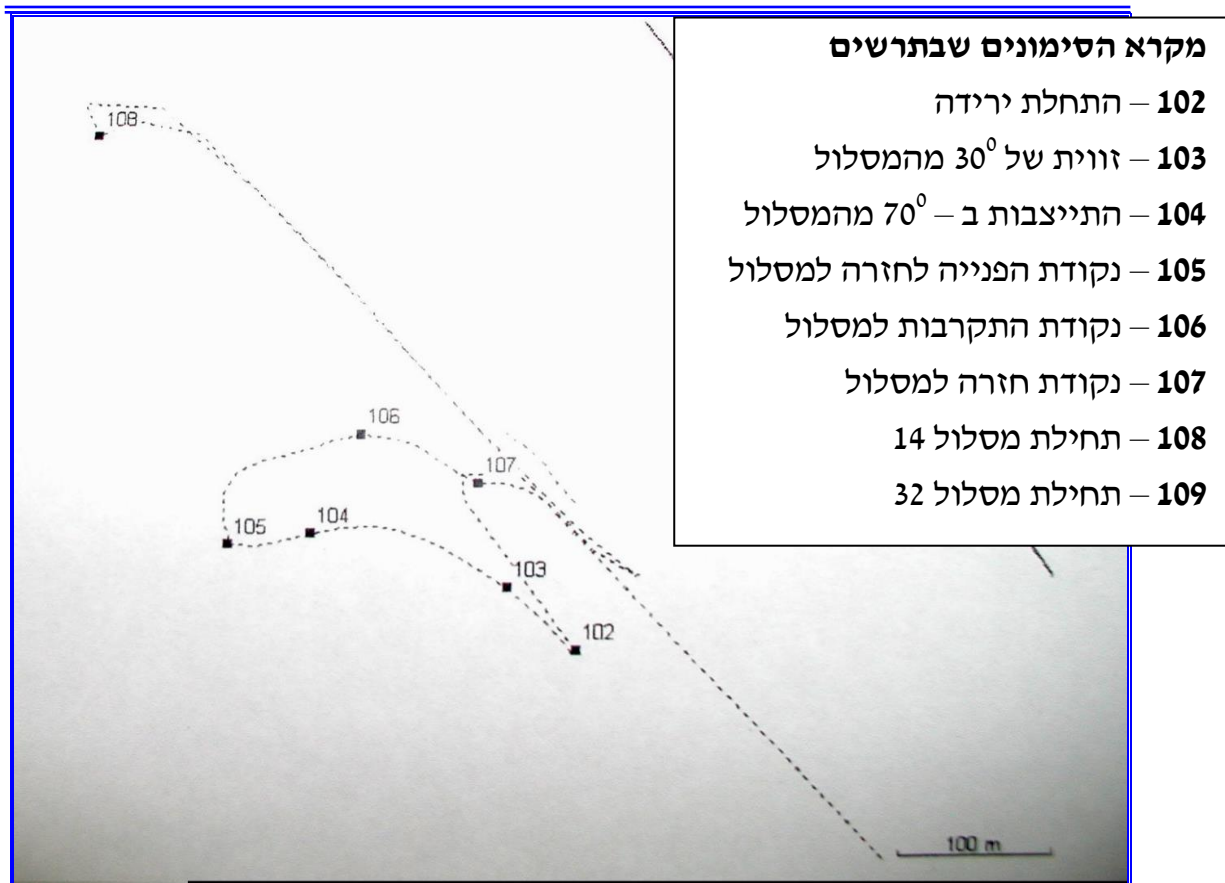 מקרא הסימונים שבתרשים
102 – התחלת ירידה
103 – זווית של 30⁰ מהמסלול
104 – התייצבות ב – 70⁰ מהמסלול
105 – נקודת הפנייה לחזרה למסלול
106 – נקודת התקרבות למסלול
107 – נקודת חזרה למסלול
108 – תחילת מסלול 14
109 – תחילת מסלול 32
108
106
107
105
104
103
102
100 m